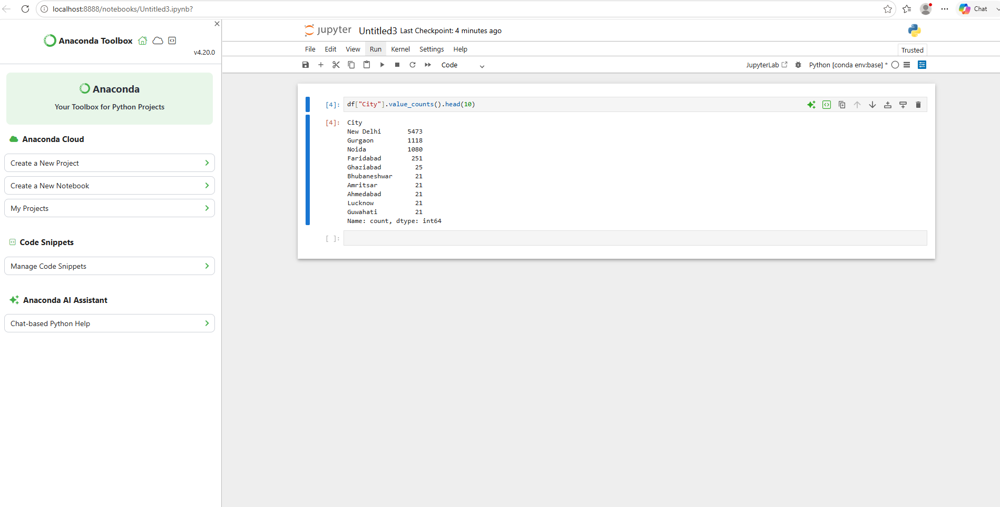 localhost:8888/notebooks/Untitled3.ipynb?
Chat
Anaconda Toolbox
v4.20.0
Anaconda
Your Toolbox for Python Projects
Anaconda Cloud
Create a New Project
Create a New Notebook
My Projects
Code Snippets
Manage Code Snippets
Anaconda AI Assistant
Chat-based Python Help
jupyter Untitled3 Last Checkpoint: 4 minutes ago
File Edit View Run Kernel Settings Help
Trusted
Code
JupyterLab Python [conda env:base] *
[4]: df["City"].value_counts().head(10)
[4]: City
New Delhi 5473
Gurgaon 1118
Noida 1080
Faridabad 251
Ghaziabad 25
Bhubaneshwar 21
Amritsar 21
Ahmedabad 21
Lucknow 21
Guwahati 21
Name: count, dtype: int64
[ ]: